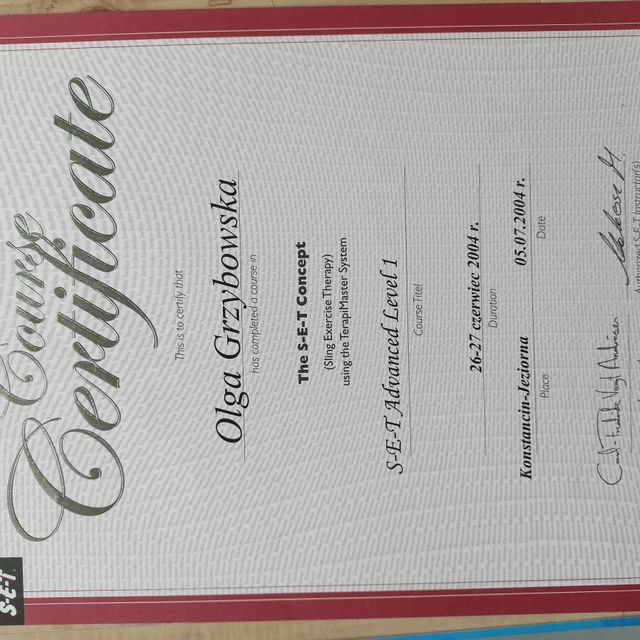 S-E-T
Course
Certificate
This is to certify that
Olga Grzybowska
has completed a course in
The S-E-T Concept
(Sling Exercise Therapy)
using the TerapiMaster System
S-E-T Advanced Level 1
Course Titel
26-27 czerwiec 2004 r.
Duration
Konstancin-Jeziorna 05.07.2004 r.
Place Date
Authorized S-E-T Instructor(s)